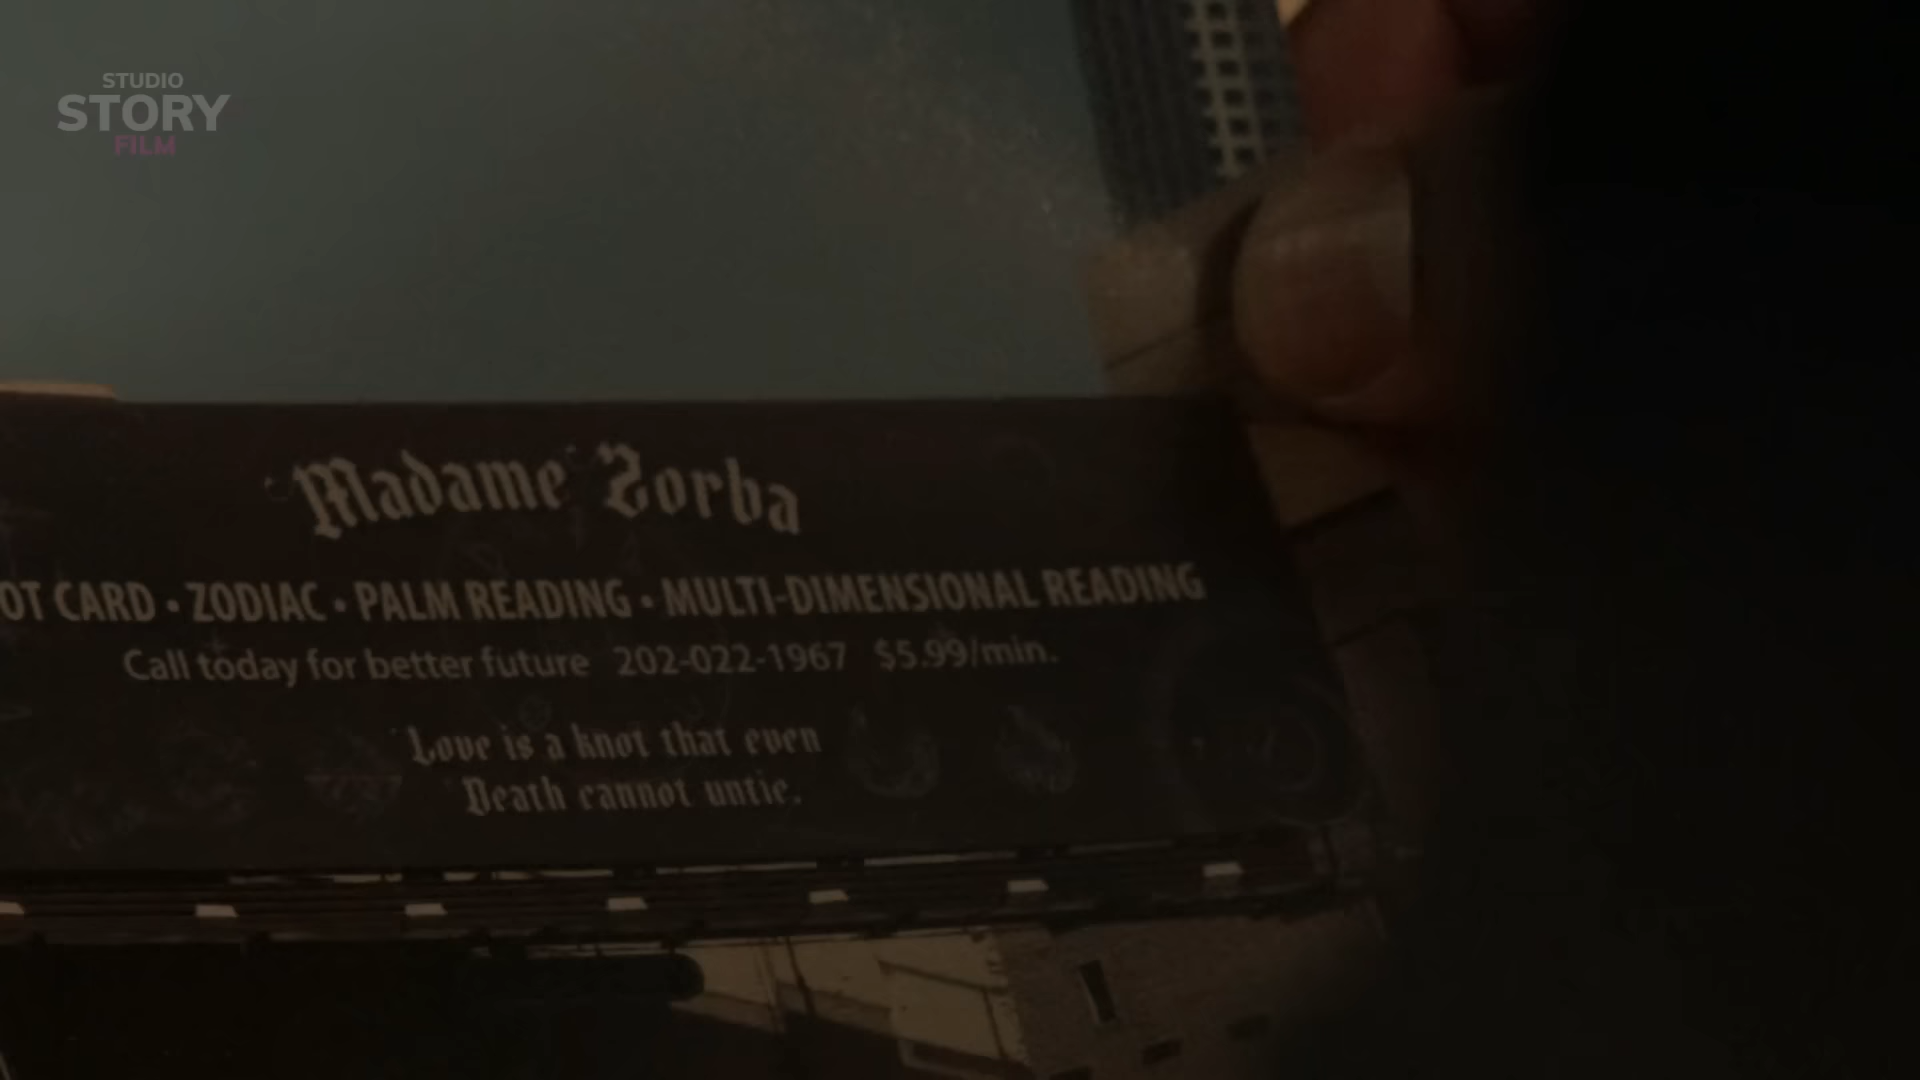 STUDIO
STORY
FILM
Madame Zorba
OT CARD • ZODIAC • PALM READING • MULTI-DIMENSIONAL READING
Call today for better future 202-022-1967 $5.99/min.
Love is a knot that even
Death cannot untie.